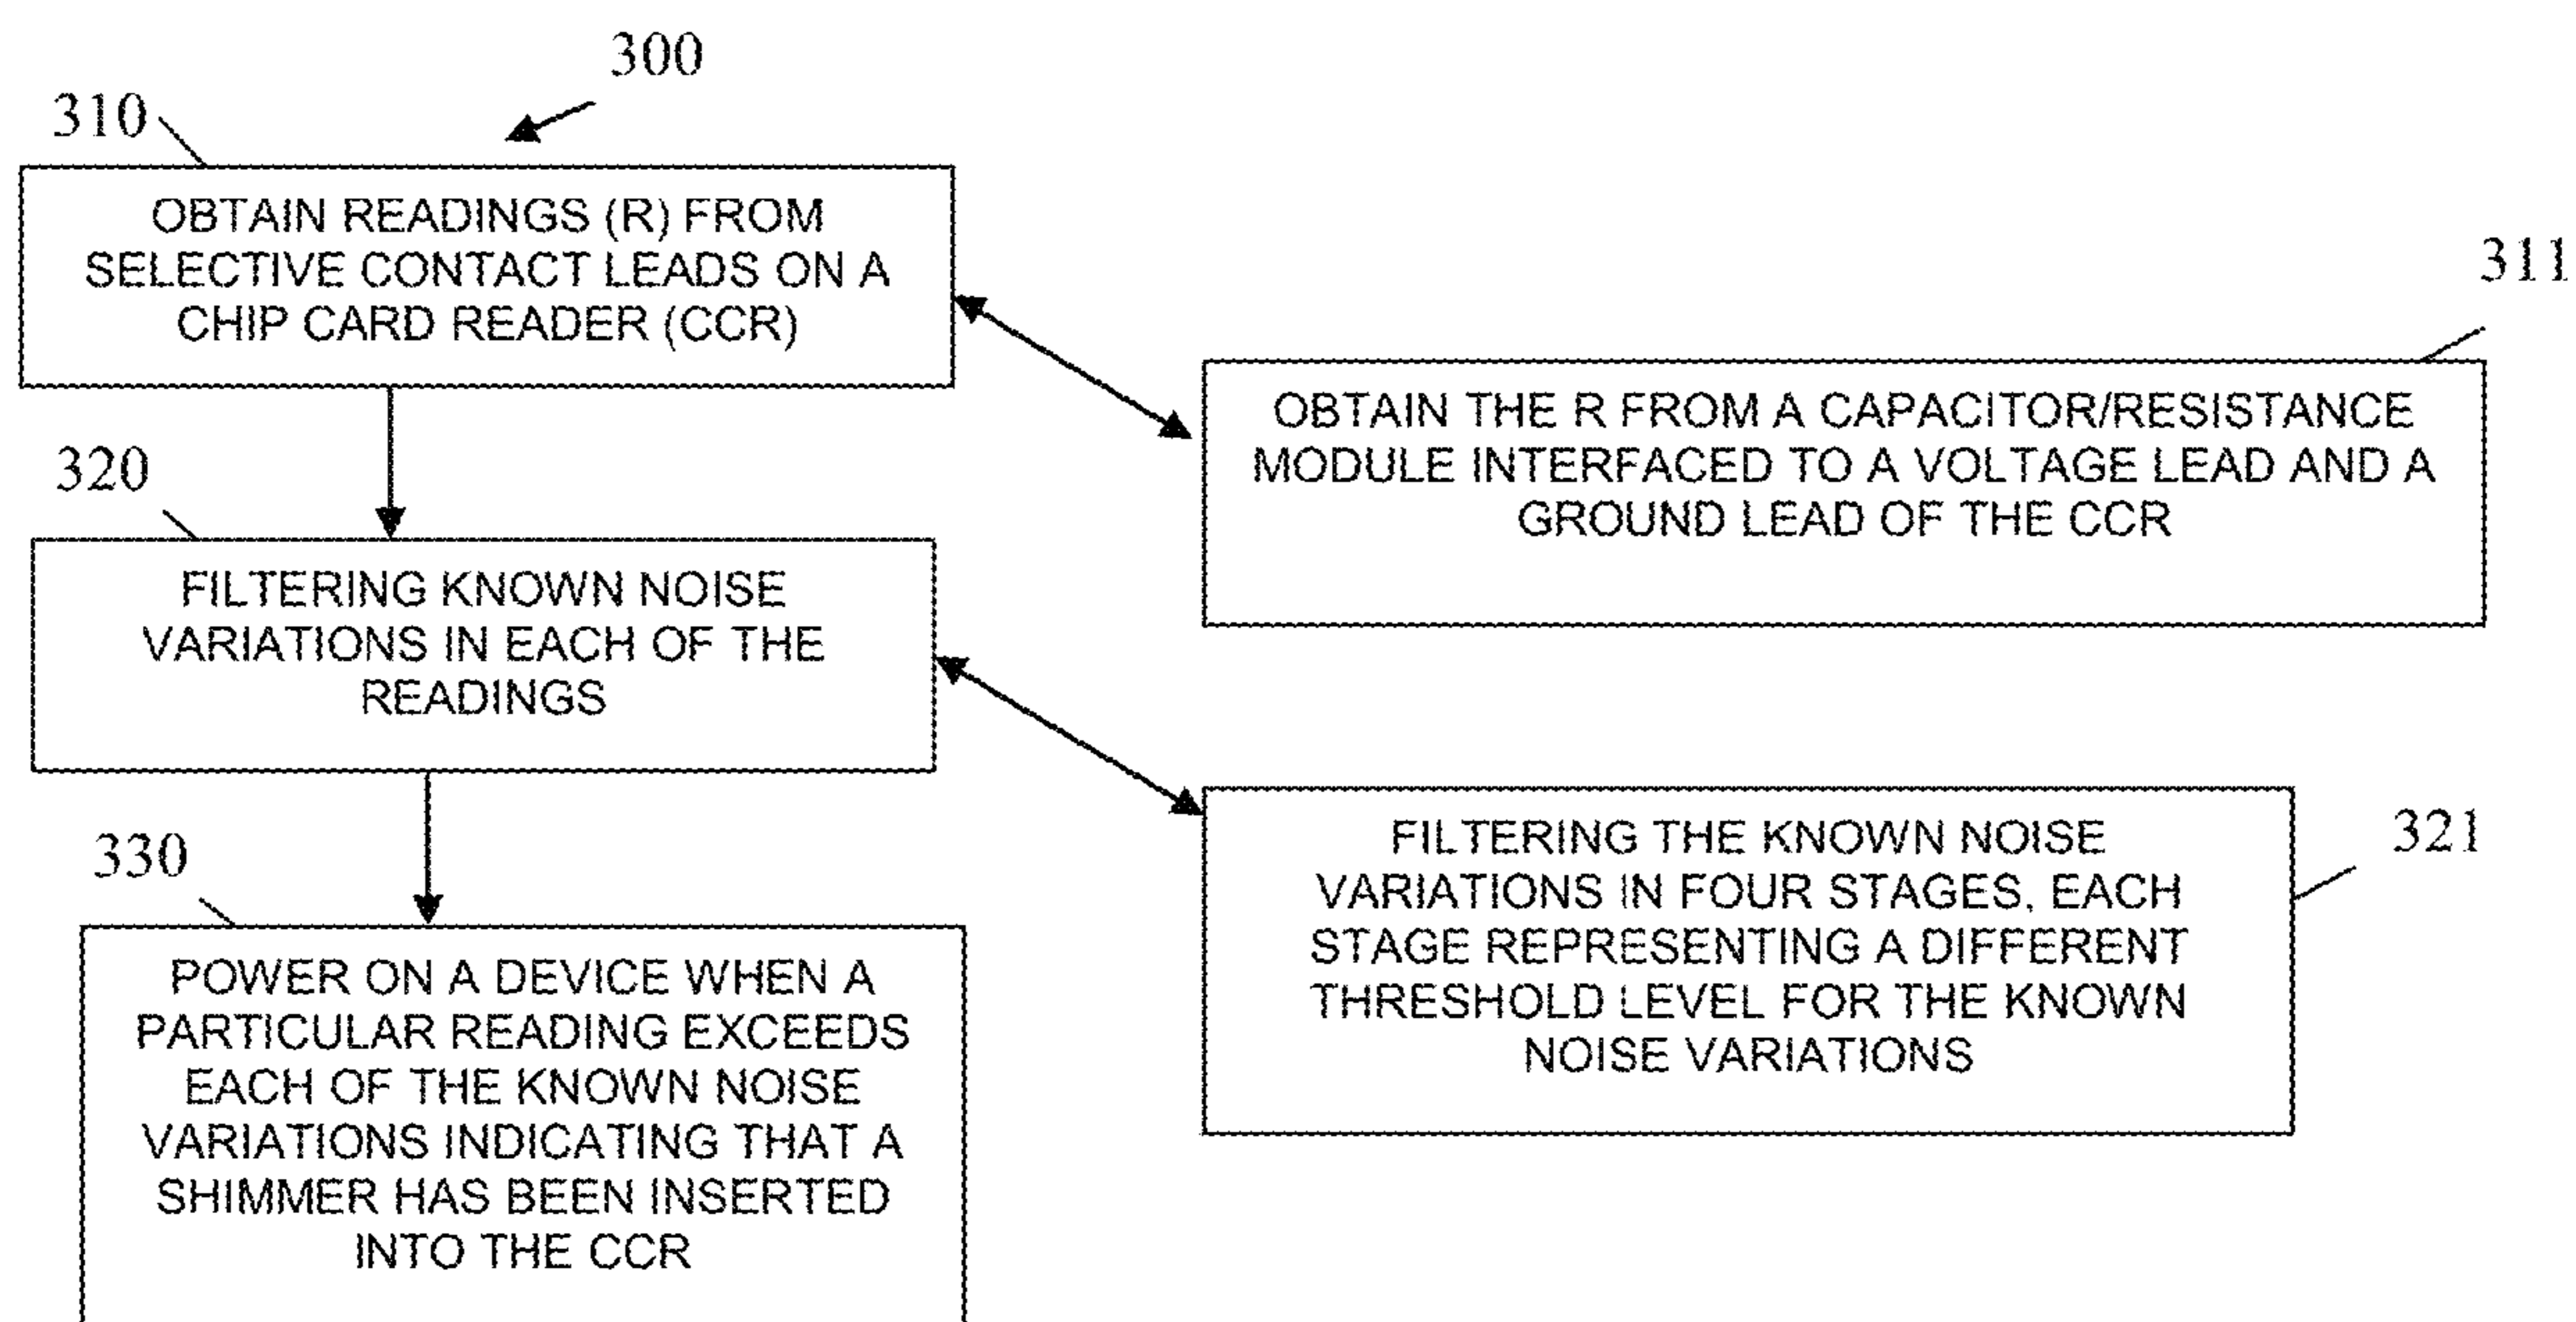 300
310
OBTAIN READINGS (R) FROM
SELECTIVE CONTACT LEADS ON A
CHIP CARD READER (CCR)
311
OBTAIN THE R FROM A CAPACITOR/RESISTANCE
MODULE INTERFACED TO A VOLTAGE LEAD AND A
GROUND LEAD OF THE CCR
320
FILTERING KNOWN NOISE
VARIATIONS IN EACH OF THE
READINGS
321
FILTERING THE KNOWN NOISE
VARIATIONS IN FOUR STAGES, EACH
STAGE REPRESENTING A DIFFERENT
THRESHOLD LEVEL FOR THE KNOWN
NOISE VARIATIONS
330
POWER ON A DEVICE WHEN A
PARTICULAR READING EXCEEDS
EACH OF THE KNOWN NOISE
VARIATIONS INDICATING THAT A
SHIMMER HAS BEEN INSERTED
INTO THE CCR